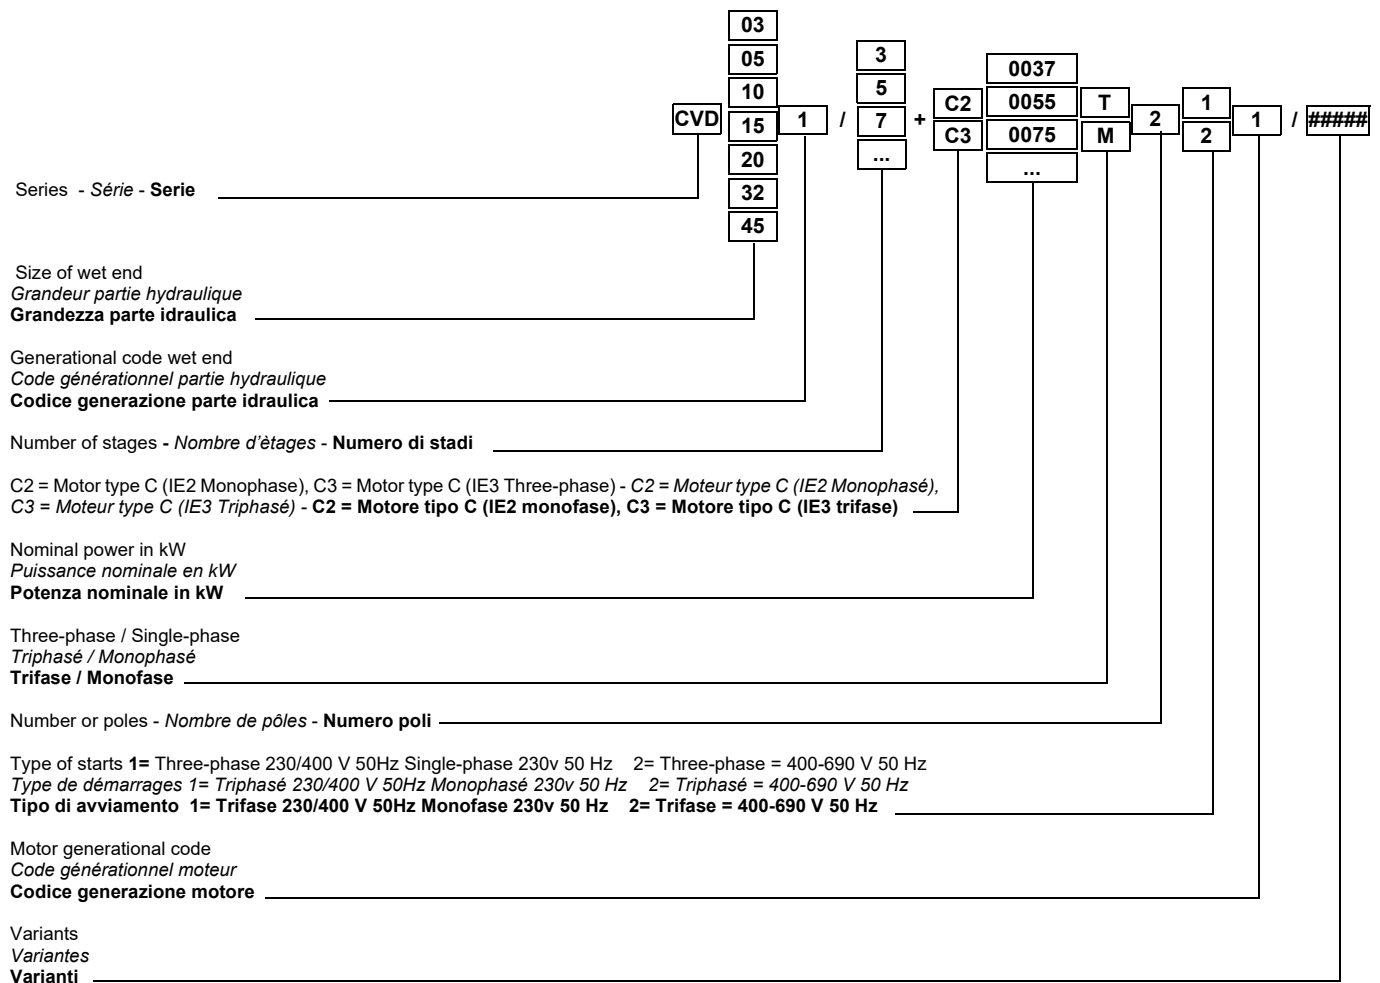 03
05
10
15
20
32
45
3
5
7
...
0037
0055
0075
...
CVD 1 / + C2 C3 T M 2 1 2 1 / #####
Series - Série - Serie
Size of wet end
Grandeur partie hydraulique
Grandezza parte idraulica
Generational code wet end
Code générationnel partie hydraulique
Codice generazione parte idraulica
Number of stages - Nombre d'ètages - Numero di stadi
C2 = Motor type C (IE2 Monophase), C3 = Motor type C (IE3 Three-phase) - C2 = Moteur type C (IE2 Monophasé),
C3 = Moteur type C (IE3 Triphasé) - C2 = Motore tipo C (IE2 monofase), C3 = Motore tipo C (IE3 trifase)
Nominal power in kW
Puissance nominale en kW
Potenza nominale in kW
Three-phase / Single-phase
Triphasé / Monophasé
Trifase / Monofase
Number or poles - Nombre de pôles - Numero poli
Type of starts 1= Three-phase 230/400 V 50Hz Single-phase 230v 50 Hz 2= Three-phase = 400-690 V 50 Hz
Type de démarrages 1= Triphasé 230/400 V 50Hz Monophasé 230v 50 Hz 2= Triphasé = 400-690 V 50 Hz
Tipo di avviamento 1= Trifase 230/400 V 50Hz Monofase 230v 50 Hz 2= Trifase = 400-690 V 50 Hz
Motor generational code
Code générationnel moteur
Codice generazione motore
Variants
Variantes
Varianti